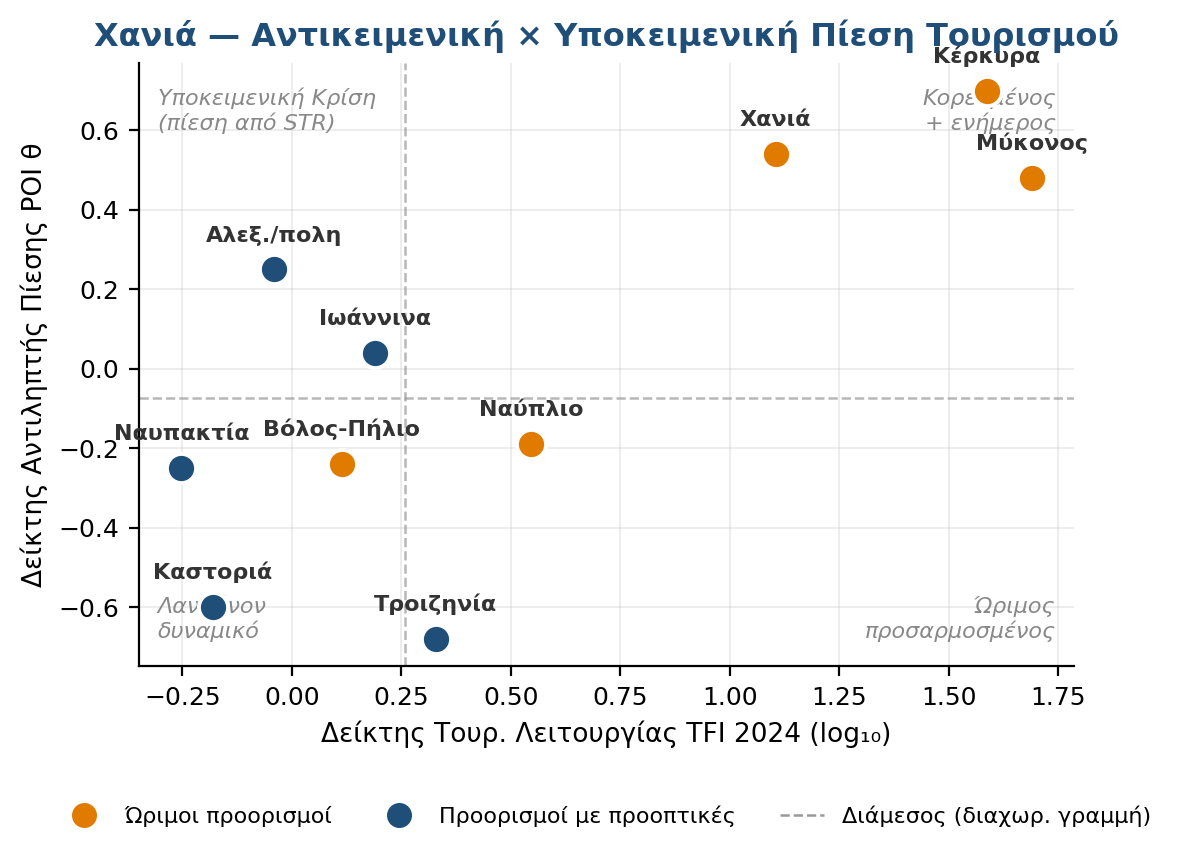 Χανιά — Αντικειμενική × Υποκειμενική Πίεση Τουρισμού
Κέρκυρα
Υποκειμενική Κρίση
(πίεση από STR)
+ ενήμερος
Χανιά
Μύκονος
Αλεξ./πολη
Ιωάννινα
Ναύπλιο
Ναυπακτία
Βόλος-Πήλιο
Καστοριά
Τροιζηνία
δυναμικό
Ώριμος
προσαρμοσμένος
Δείκτης Αντιληπτής Πίεσης POI θ
0.6
0.4
0.2
0.0
−0.2
−0.4
−0.6
−0.25 0.00 0.25 0.50 0.75 1.00 1.25 1.50 1.75
Δείκτης Τουρ. Λειτουργίας TFI 2024 (log₁₀)
Ώριμοι προορισμοί
Προορισμοί με προοπτικές
Διάμεσος (διαχωρ. γραμμή)